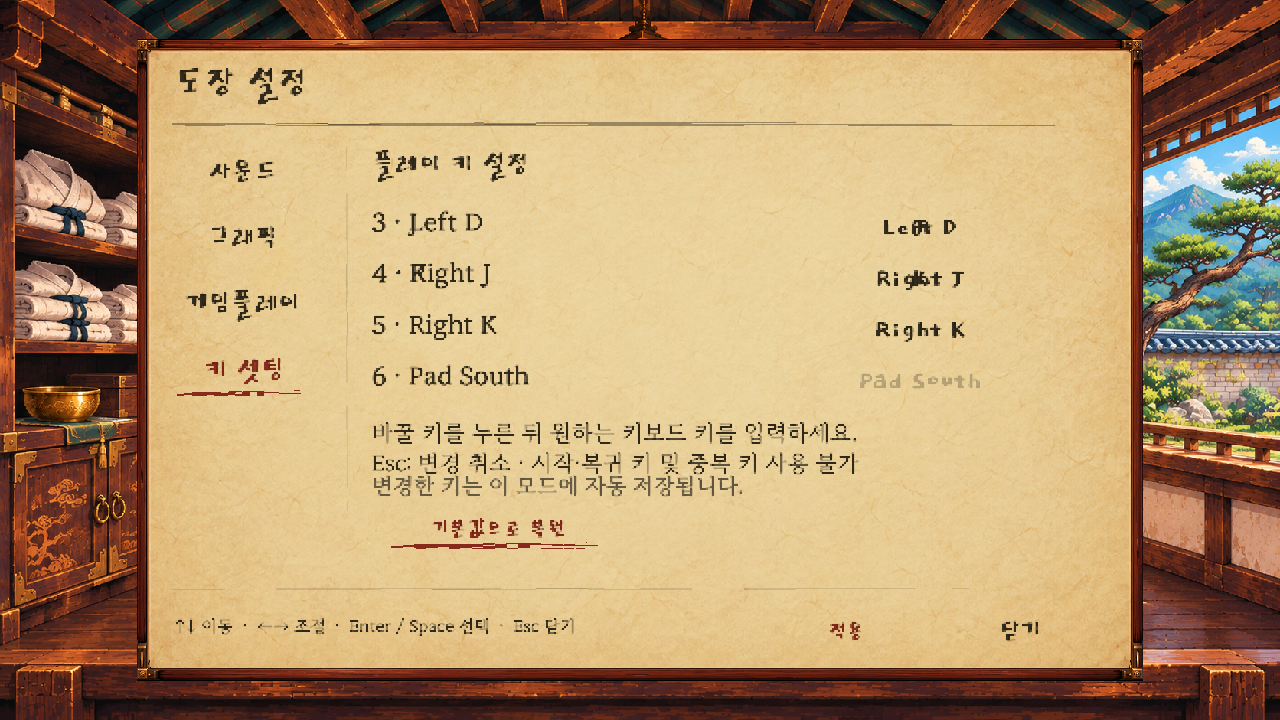 도장 설정
사운드
그래픽
게임플레이
키 셋팅
플레이 키 설정
3 · Left D Left D
4 · Right J Right J
5 · Right K Right K
6 · Pad South Pad South
바꿀 키를 누른 뒤 원하는 키보드 키를 입력하세요.
Esc: 변경 취소 · 시작·복귀 키 및 중복 키 사용 불가
변경한 키는 이 모드에 자동 저장됩니다.
기본값으로 복원
↑↓ 이동 · ←→ 조절 · Enter / Space 선택 · Esc 닫기
적용
닫기